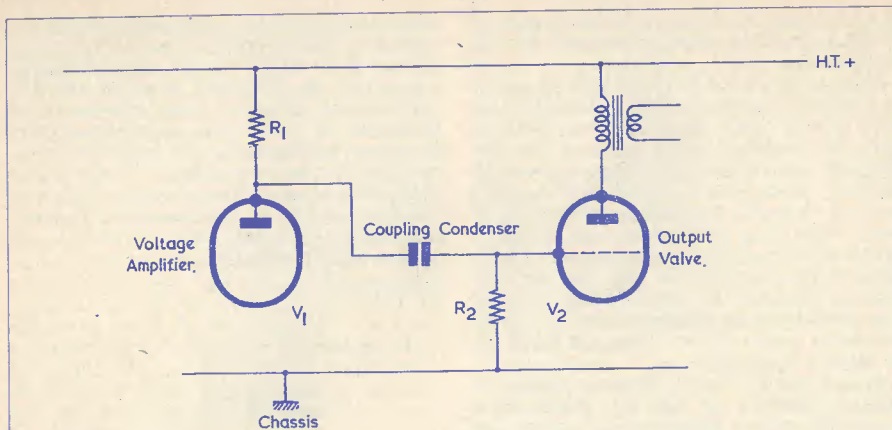 H.T. +
R1
Voltage
Amplifier.
V1
Coupling Condenser
R2
V2
Output
Valve.
Chassis